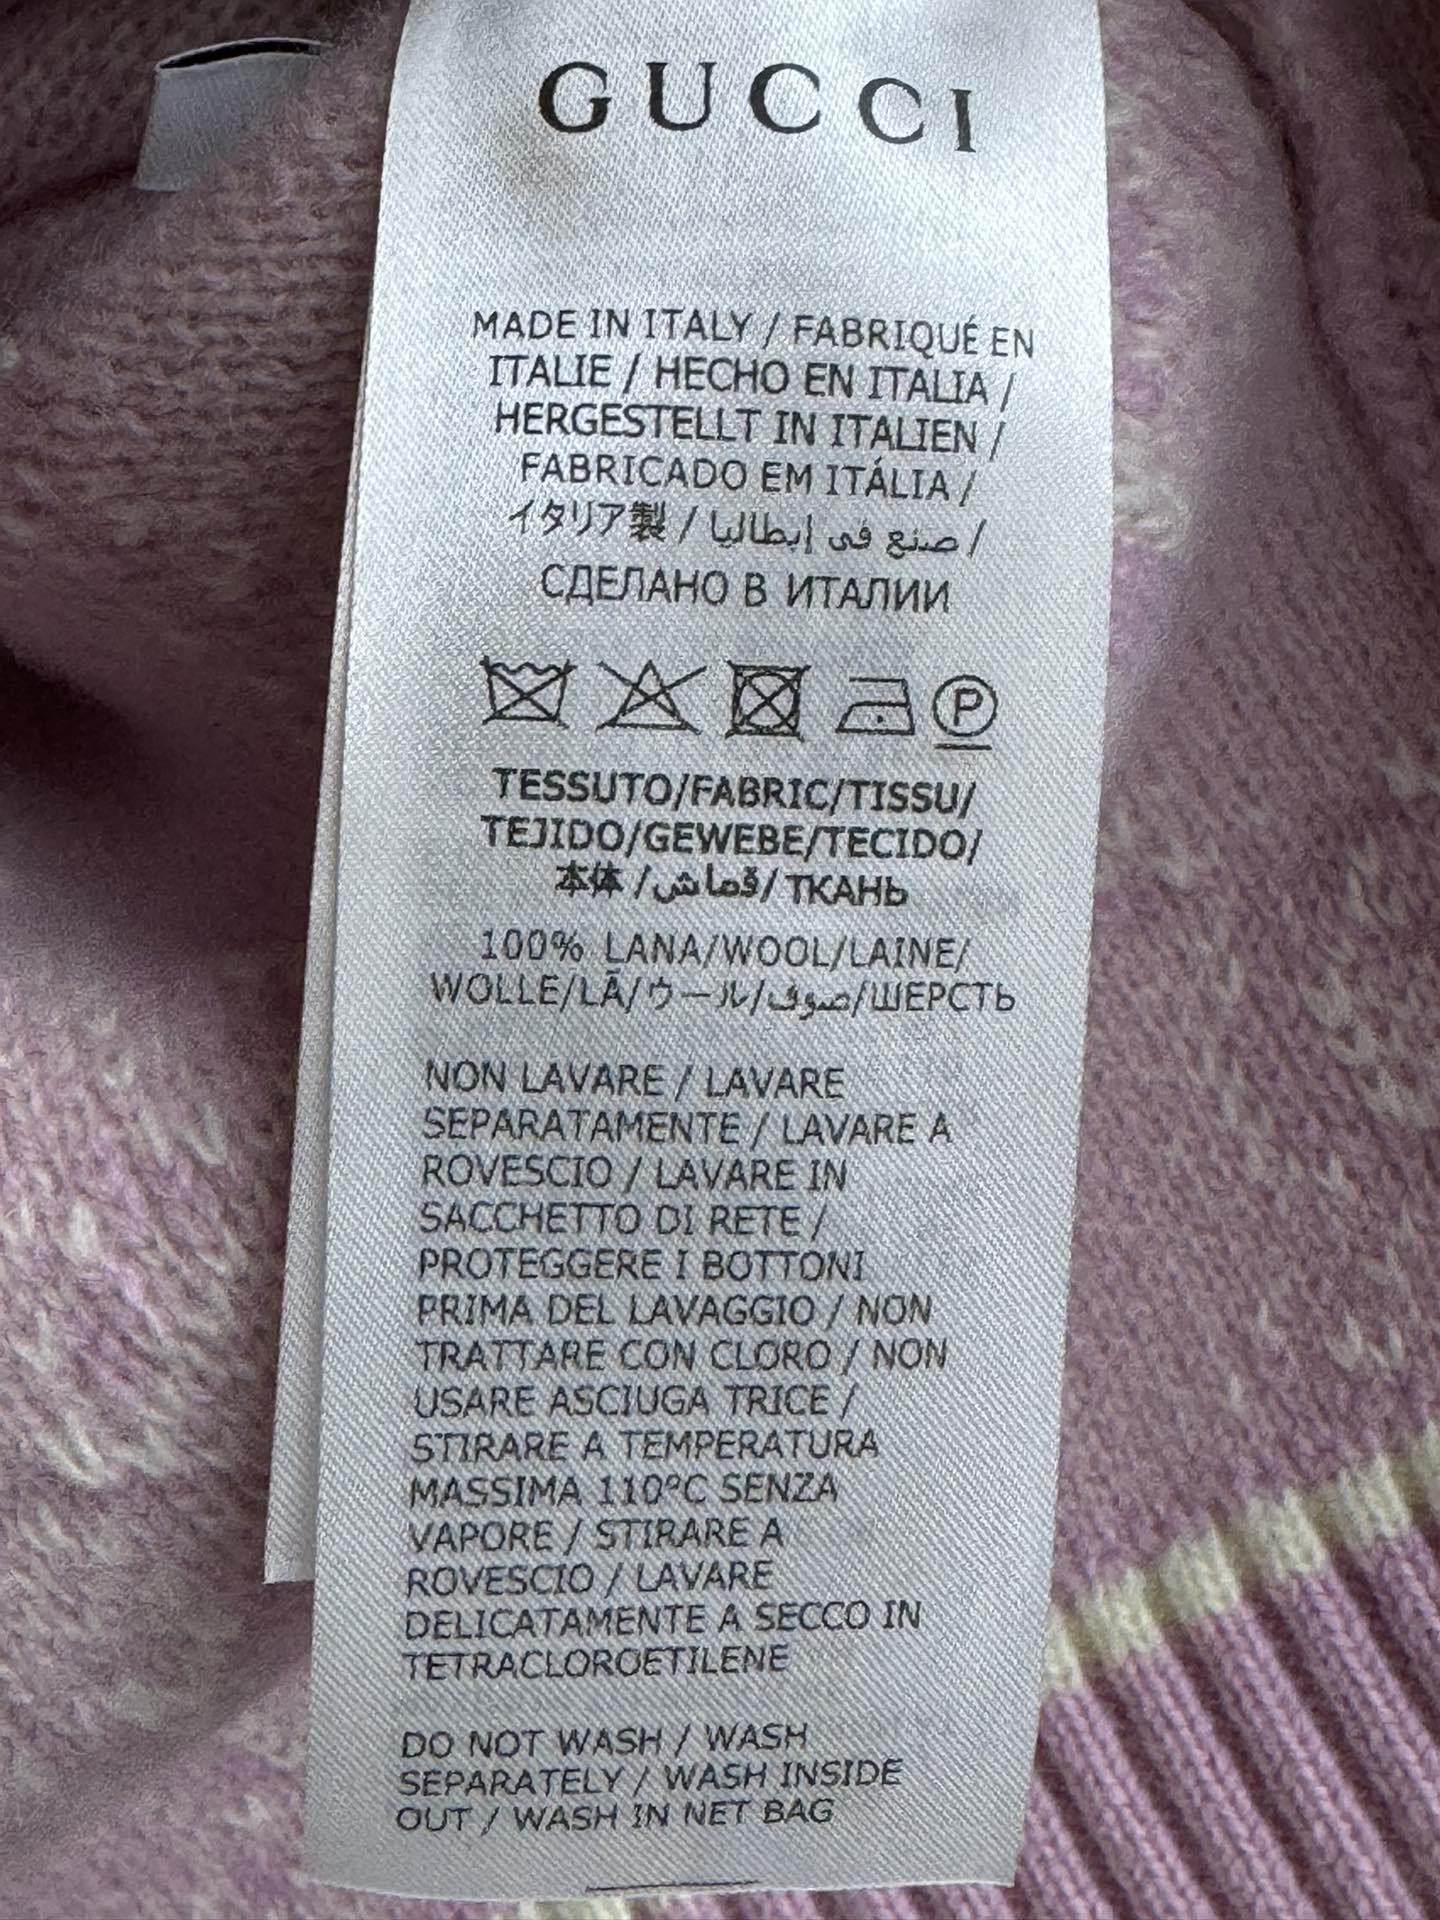 GUCCI
MADE IN ITALY / FABRIQUÉ EN
ITALIE / HECHO EN ITALIA /
HERGESTELLT IN ITALIEN /
FABRICADO EM ITÁLIA /
イタリア製 / صنع في إيطاليا /
СДЕЛАНО В ИТАЛИИ
P
TESSUTO/FABRIC/TISSU/
TEJIDO/GEWEBE/TECIDO/
本体 /قماش/ ТКАНЬ
100% LANA/WOOL/LAINE/
WOLLE/LÃ/ウール/صوف/ШЕРСТЬ
NON LAVARE / LAVARE
SEPARATAMENTE / LAVARE A
ROVESCIO / LAVARE IN
SACCHETTO DI RETE /
PROTEGGERE I BOTTONI
PRIMA DEL LAVAGGIO / NON
TRATTARE CON CLORO / NON
USARE ASCIUGA TRICE /
STIRARE A TEMPERATURA
MASSIMA 110°C SENZA
VAPORE / STIRARE A
ROVESCIO / LAVARE
DELICATAMENTE A SECCO IN
TETRACLOROETILENE
DO NOT WASH / WASH
SEPARATELY / WASH INSIDE
OUT / WASH IN NET BAG